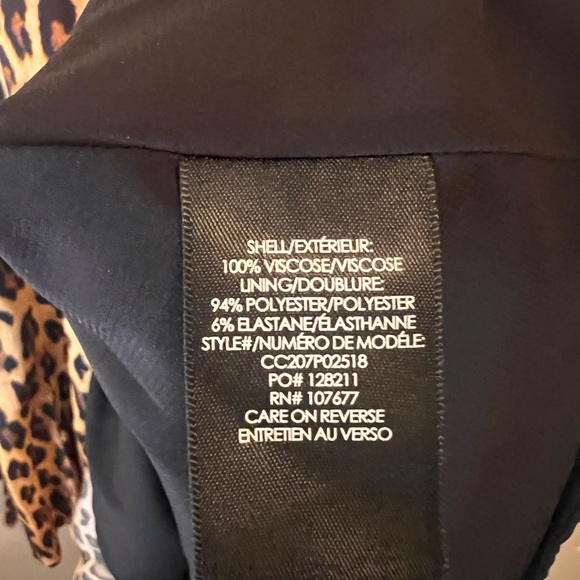 SHELL/EXTÉRIEUR:
100% VISCOSE/VISCOSE
LINING/DOUBLURE:
94% POLYESTER/POLYESTER
6% ELASTANE/ÉLASTHANNE
STYLE#/NUMÉRO DE MODÉLE:
CC207P02518
PO# 128211
RN# 107677
CARE ON REVERSE
ENTRETIEN AU VERSO